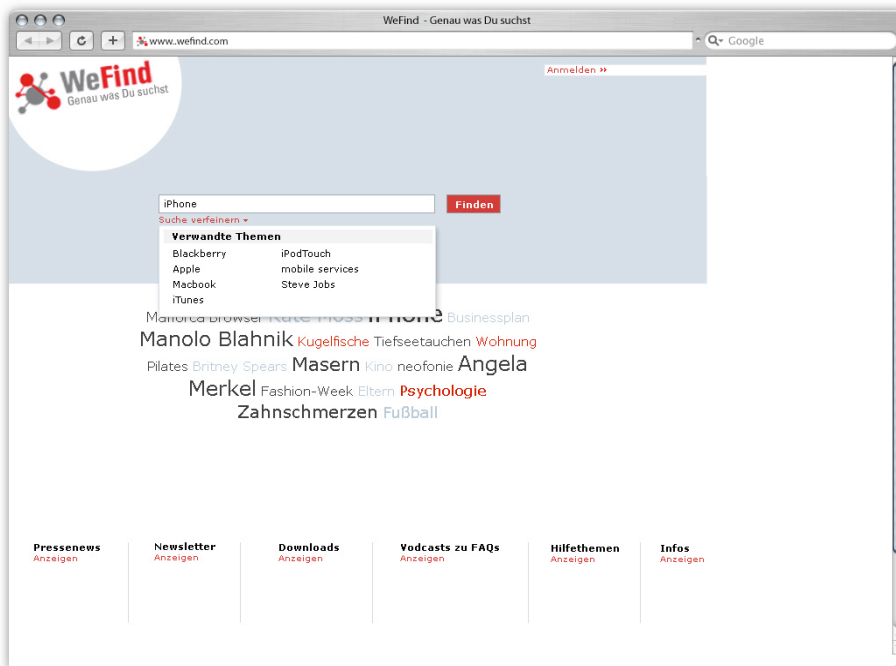 WeFind - Genau was Du suchst
www..wefind.com
Google
WeFind
Genau was Du suchst
Anmelden »
iPhone
Finden
Suche verfeinern
Verwandte Themen
Blackberry iPodTouch
Apple mobile services
Macbook Steve Jobs
iTunes
Mallorca Browser Kate Moss iPhone Businessplan
Manolo Blahnik Kugelfische Tiefseetauchen Wohnung
Pilates Britney Spears Masern Kino neofonie Angela
Merkel Fashion-Week Eltern Psychologie
Zahnschmerzen Fußball
Pressenews Newsletter Downloads Vodcasts zu FAQs Hilfethemen Infos
Anzeigen Anzeigen Anzeigen Anzeigen Anzeigen Anzeigen